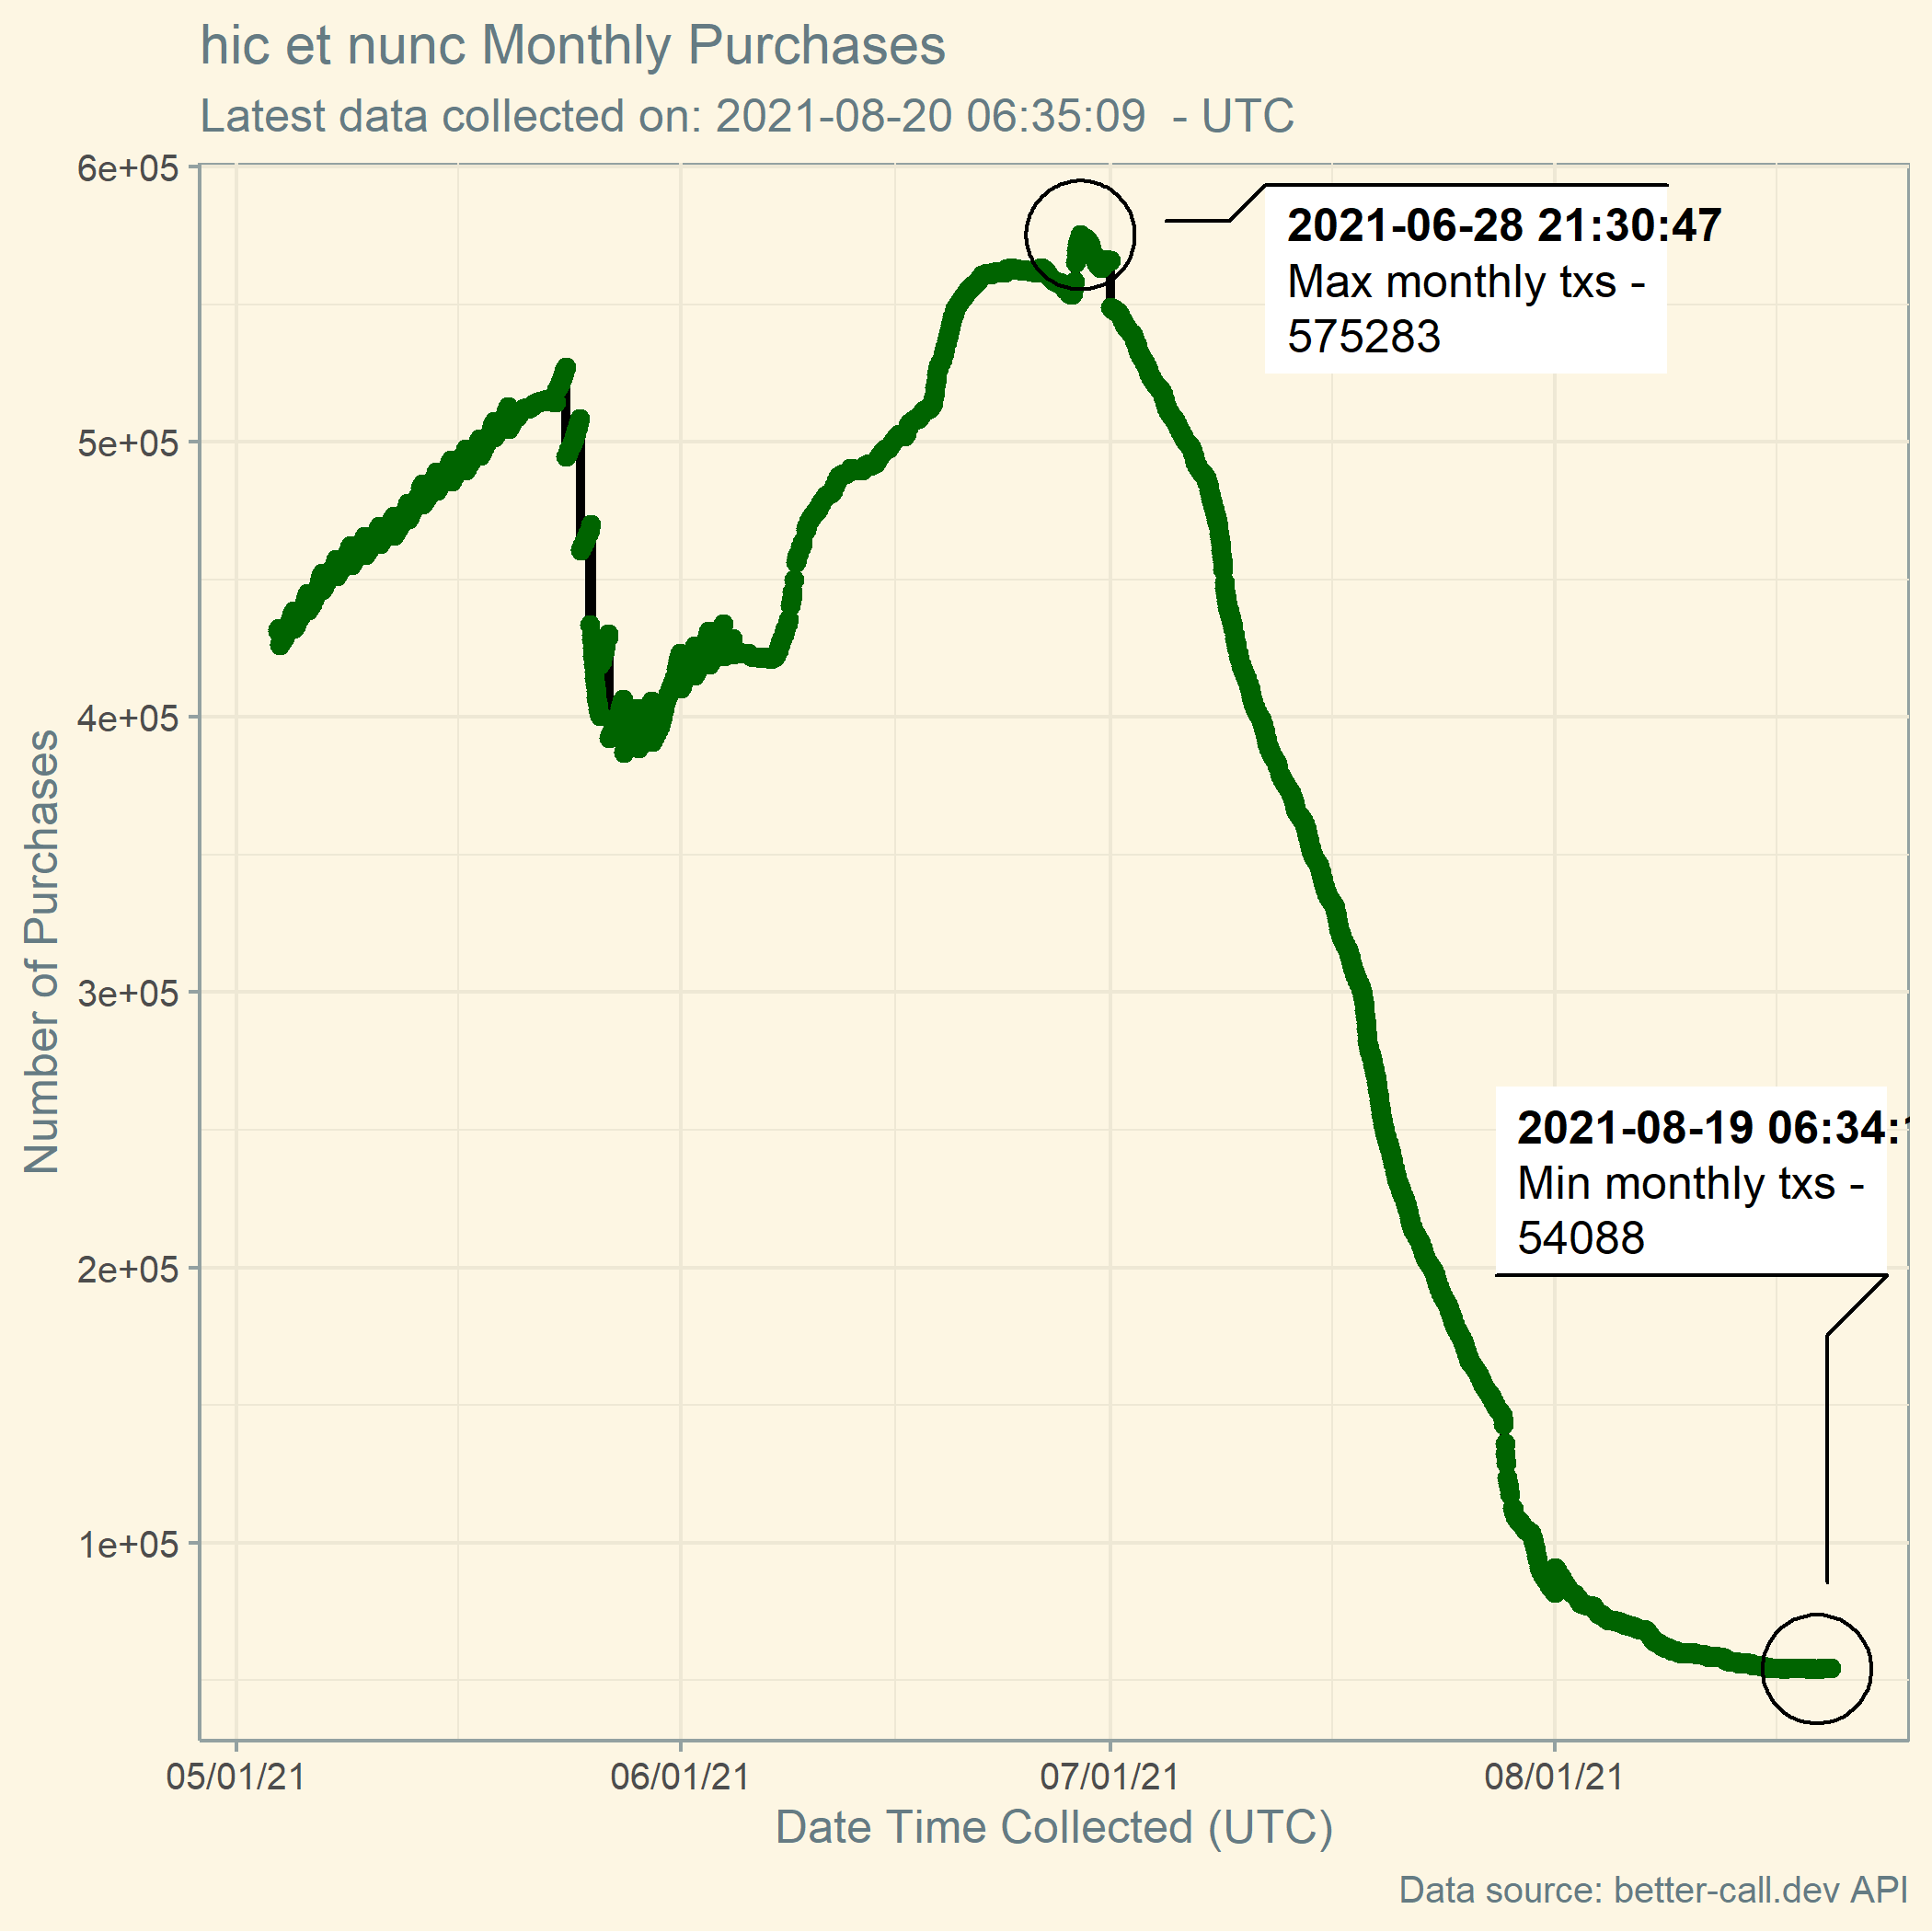 hic et nunc Monthly Purchases
Latest data collected on: 2021-08-20 06:35:09 - UTC
6e+05
5e+05
4e+05
3e+05
2e+05
1e+05
Number of Purchases
2021-06-28 21:30:47
Max monthly txs -
575283
2021-08-19 06:34:
Min monthly txs -
54088
05/01/21
06/01/21
07/01/21
08/01/21
Date Time Collected (UTC)
Data source: better-call.dev API